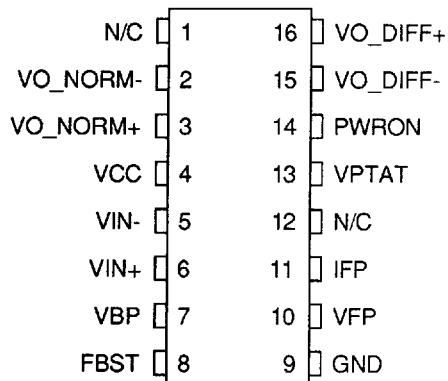 N/C 1 16 VO_DIFF+
VO_NORM- 2 15 VO_DIFF-
VO_NORM+ 3 14 PWRON
VCC 4 13 VPTAT
VIN- 5 12 N/C
VIN+ 6 11 IFP
VBP 7 10 VFP
FBST 8 9 GND